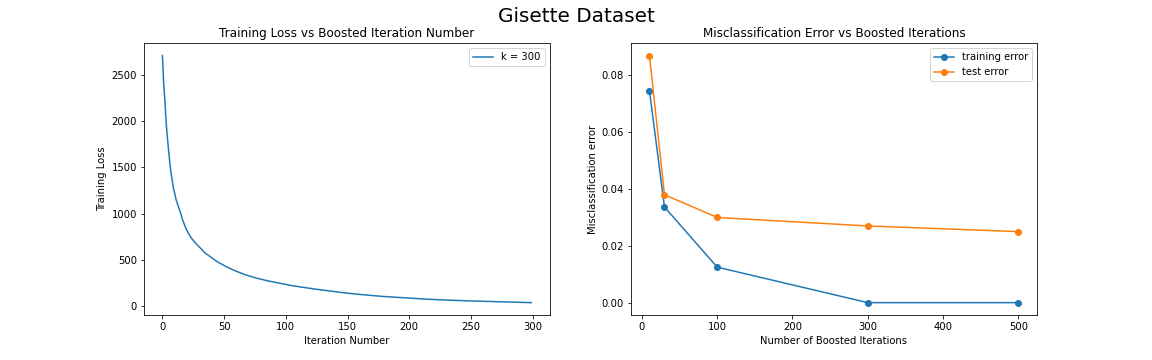 Gisette Dataset
Training Loss vs Boosted Iteration Number
k = 300
2500
2000
1500
1000
500
0
Training Loss
0 50 100 150 200 250 300
Iteration Number
Misclassification Error vs Boosted Iterations
training error
test error
0.08
0.06
0.04
0.02
0.00
Misclassification error
0 100 200 300 400 500
Number of Boosted Iterations